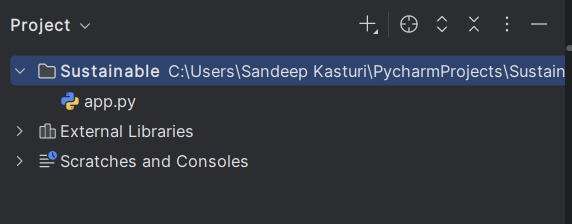 Project
Sustainable C:\Users\Sandeep Kasturi\PycharmProjects\Sustain
app.py
External Libraries
Scratches and Consoles